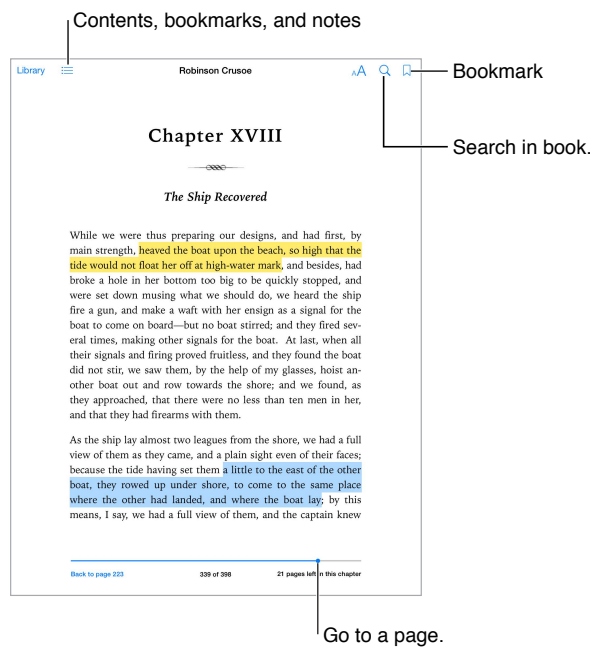 Contents, bookmarks, and notes
Library
Robinson Crusoe
AA
Bookmark
Search in book.
Chapter XVIII
The Ship Recovered
While we were thus preparing our designs, and had first, by
main strength, heaved the boat upon the beach, so high that the
tide would not float her off at high-water mark, and besides, had
broke a hole in her bottom too big to be quickly stopped, and
were set down musing what we should do, we heard the ship
fire a gun, and make a waft with her ensign as a signal for the
boat to come on board—but no boat stirred; and they fired sev-
eral times, making other signals for the boat. At last, when all
their signals and firing proved fruitless, and they found the boat
did not stir, we saw them, by the help of my glasses, hoist an-
other boat out and row towards the shore; and we found, as
they approached, that there were no less than ten men in her,
and that they had firearms with them.
As the ship lay almost two leagues from the shore, we had a full
view of them as they came, and a plain sight even of their faces;
because the tide having set them a little to the east of the other
boat, they rowed up under shore, to come to the same place
where the other had landed, and where the boat lay; by this
means, I say, we had a full view of them, and the captain knew
Back to page 223
339 of 398
21 pages left in this chapter
Go to a page.